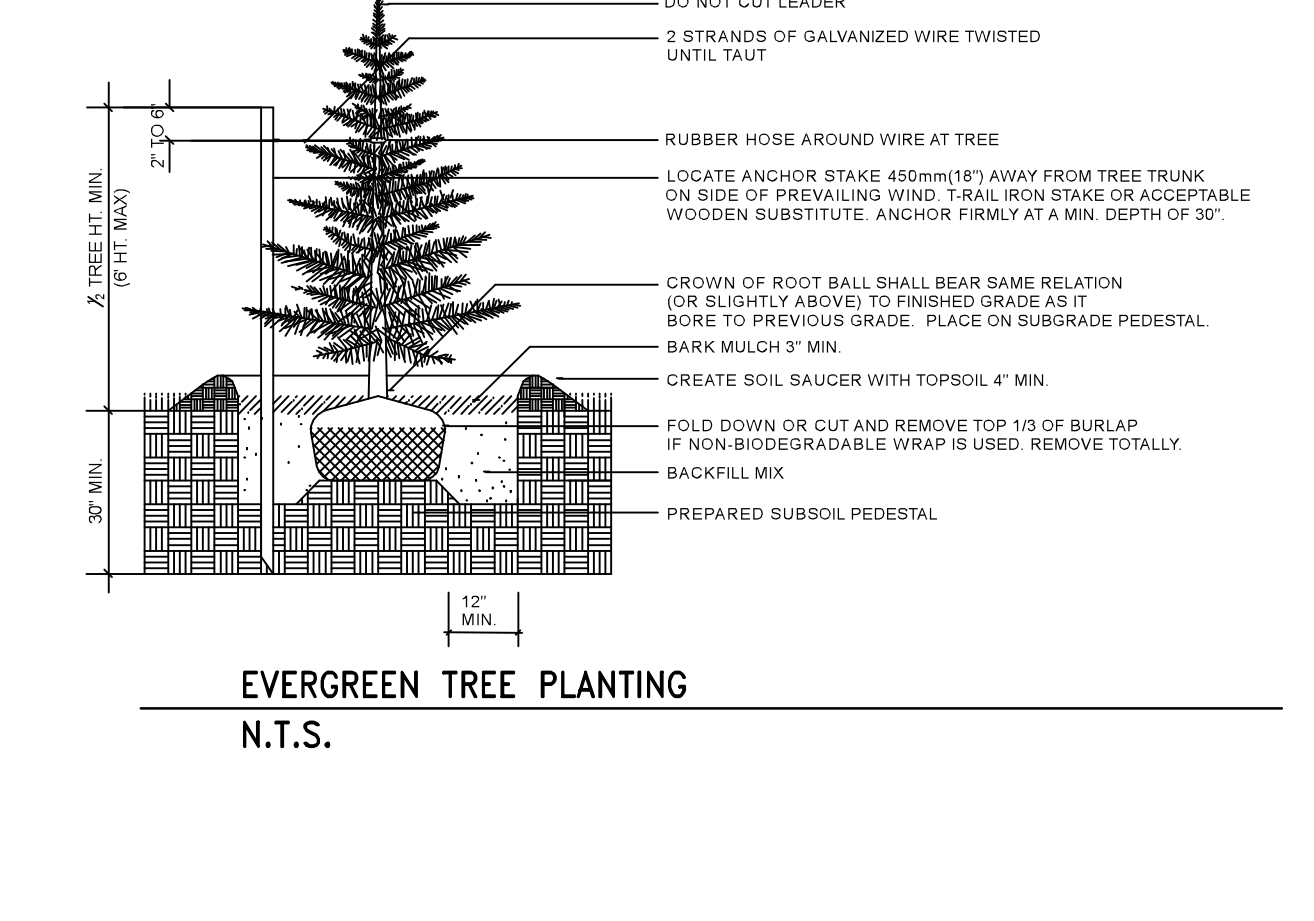 DO NOT CUT LEADER
2 STRANDS OF GALVANIZED WIRE TWISTED
UNTIL TAUT
2" TO 6"
RUBBER HOSE AROUND WIRE AT TREE
LOCATE ANCHOR STAKE 450mm(18") AWAY FROM TREE TRUNK
ON SIDE OF PREVAILING WIND. T-RAIL IRON STAKE OR ACCEPTABLE
WOODEN SUBSTITUTE. ANCHOR FIRMLY AT A MIN. DEPTH OF 30".
½ TREE HT. MIN.
(6' HT. MAX)
CROWN OF ROOT BALL SHALL BEAR SAME RELATION
(OR SLIGHTLY ABOVE) TO FINISHED GRADE AS IT
BORE TO PREVIOUS GRADE. PLACE ON SUBGRADE PEDESTAL.
BARK MULCH 3" MIN.
CREATE SOIL SAUCER WITH TOPSOIL 4" MIN.
FOLD DOWN OR CUT AND REMOVE TOP 1/3 OF BURLAP
IF NON-BIODEGRADABLE WRAP IS USED. REMOVE TOTALLY.
BACKFILL MIX
30" MIN.
PREPARED SUBSOIL PEDESTAL
12"
MIN.
EVERGREEN TREE PLANTING
N.T.S.